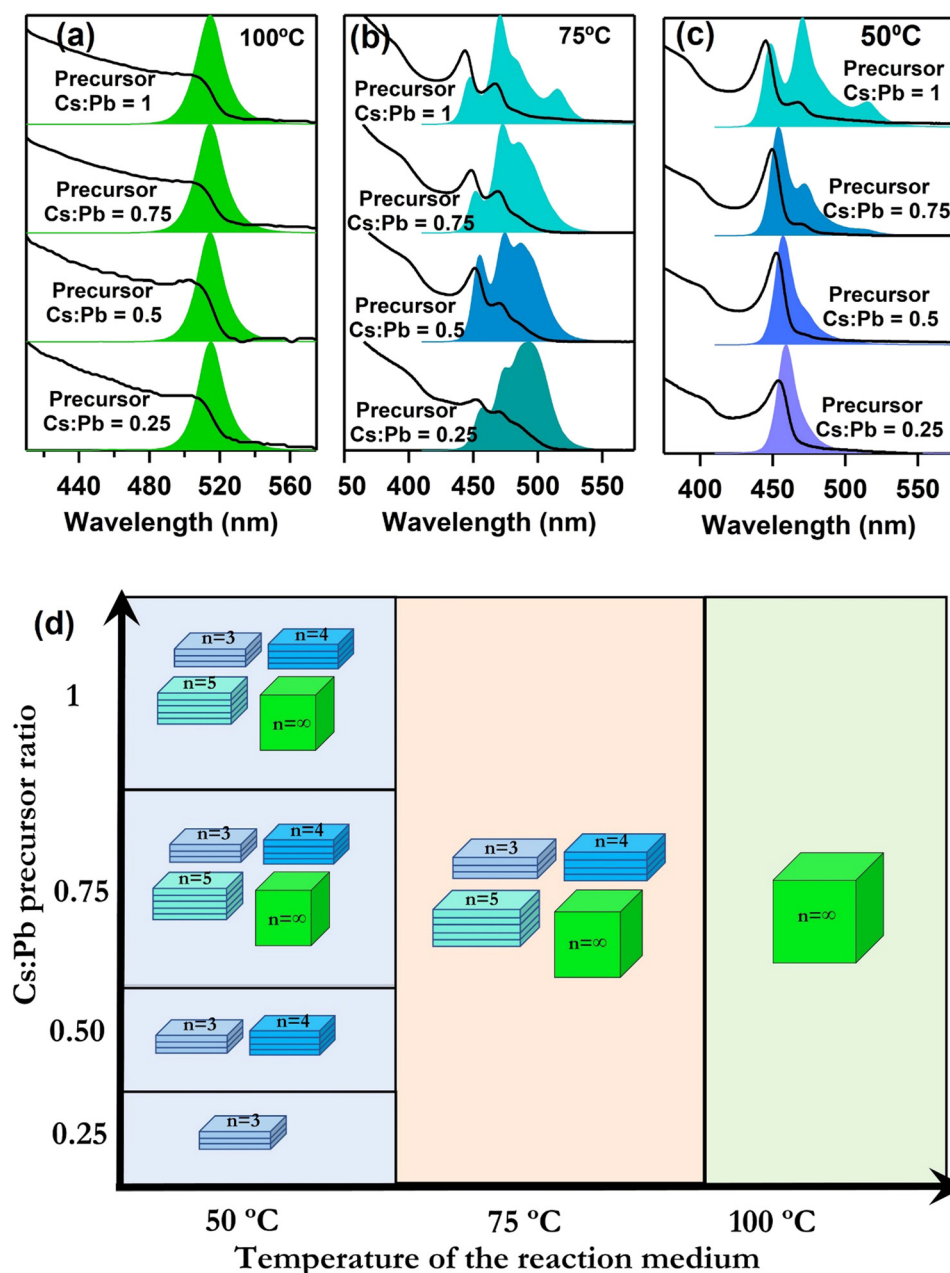 (a)
100ºC
Precursor
Cs:Pb = 1
Precursor
Cs:Pb = 0.75
Precursor
Cs:Pb = 0.5
Precursor
Cs:Pb = 0.25
440 480 520 560
Wavelength (nm)
(b)
75ºC
Precursor
Cs:Pb = 1
Precursor
Cs:Pb = 0.75
Precursor
Cs:Pb = 0.5
Precursor
Cs:Pb = 0.25
50 450 500 550
Wavelength (nm)
(c)
50ºC
Precursor
Cs:Pb = 1
Precursor
Cs:Pb = 0.75
Precursor
Cs:Pb = 0.5
Precursor
Cs:Pb = 0.25
400 450 500 550
Wavelength (nm)
(d)
Cs:Pb precursor ratio
1
n=3
n=4
n=5
n=∞
0.75
n=3
n=4
n=5
n=∞
0.50
n=3
n=4
0.25
n=3
n=3
n=4
n=5
n=∞
n=∞
50 ºC
75 ºC
100 ºC
Temperature of the reaction medium